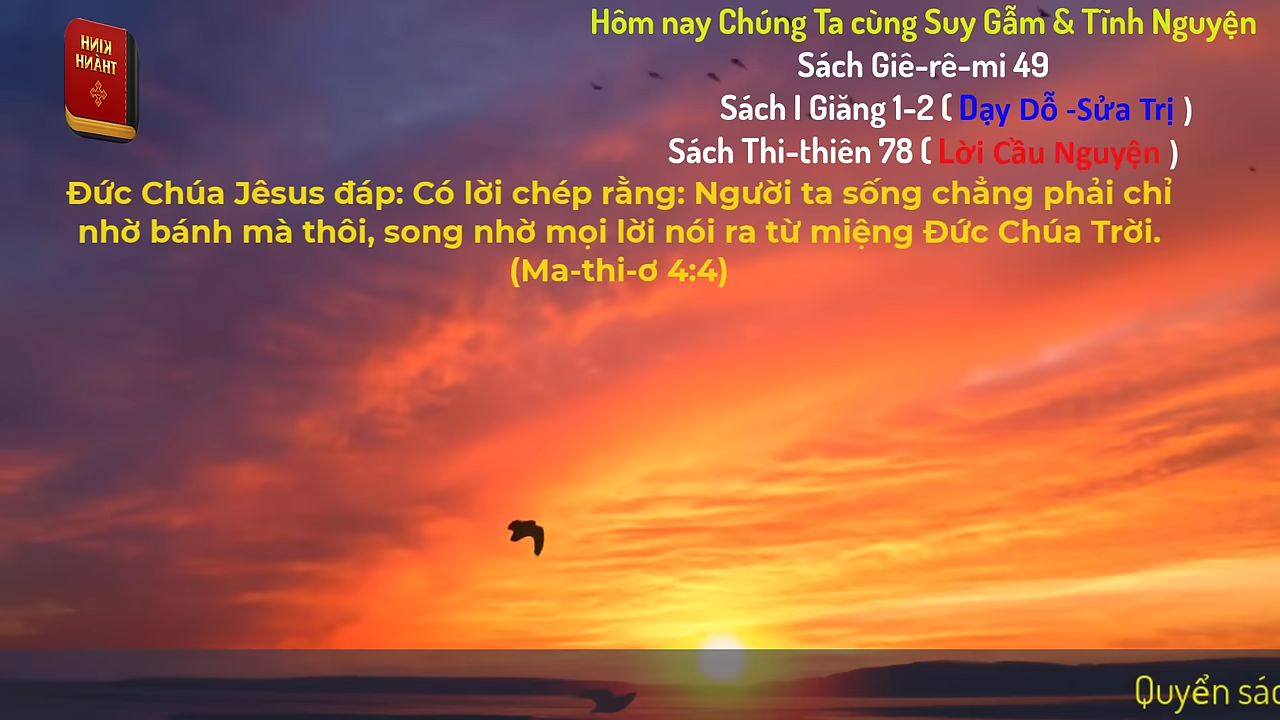 KINH
THÁNH
Hôm nay Chúng Ta cùng Suy Gẫm & Tĩnh Nguyện
Sách Giê-rê-mi 49
Sách I Giăng 1-2 ( Dạy Dỗ -Sửa Trị )
Sách Thi-thiên 78 ( Lời Cầu Nguyện )
Đức Chúa Jêsus đáp: Có lời chép rằng: Người ta sống chẳng phải chỉ
nhờ bánh mà thôi, song nhờ mọi lời nói ra từ miệng Đức Chúa Trời.
(Ma-thi-ơ 4:4)
Quyển